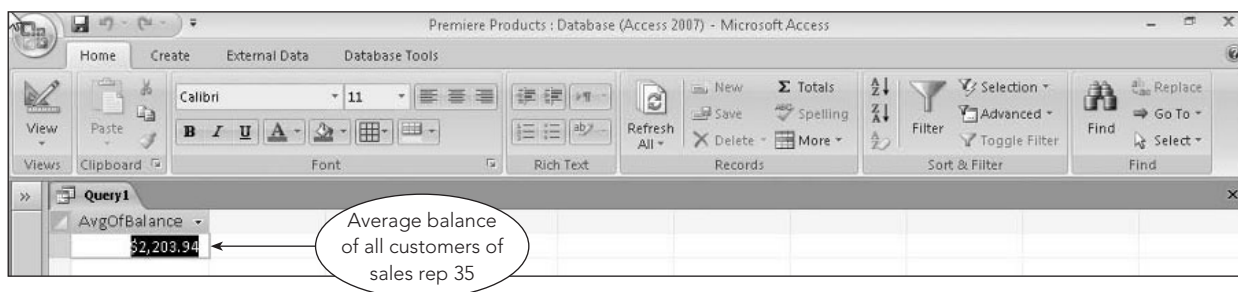 Premiere Products : Database (Access 2007) - Microsoft Access
Home Create External Data Database Tools
View
Views
Paste
Clipboard
Calibri 11
B I U A
Font
Rich Text
Refresh All
New
Save
Delete
Σ Totals
Spelling
More
Records
Filter
Selection
Advanced
Toggle Filter
Sort & Filter
Find
Replace
Go To
Select
Find
Query1
AvgOfBalance
$2,203.94
Average balance
of all customers of
sales rep 35